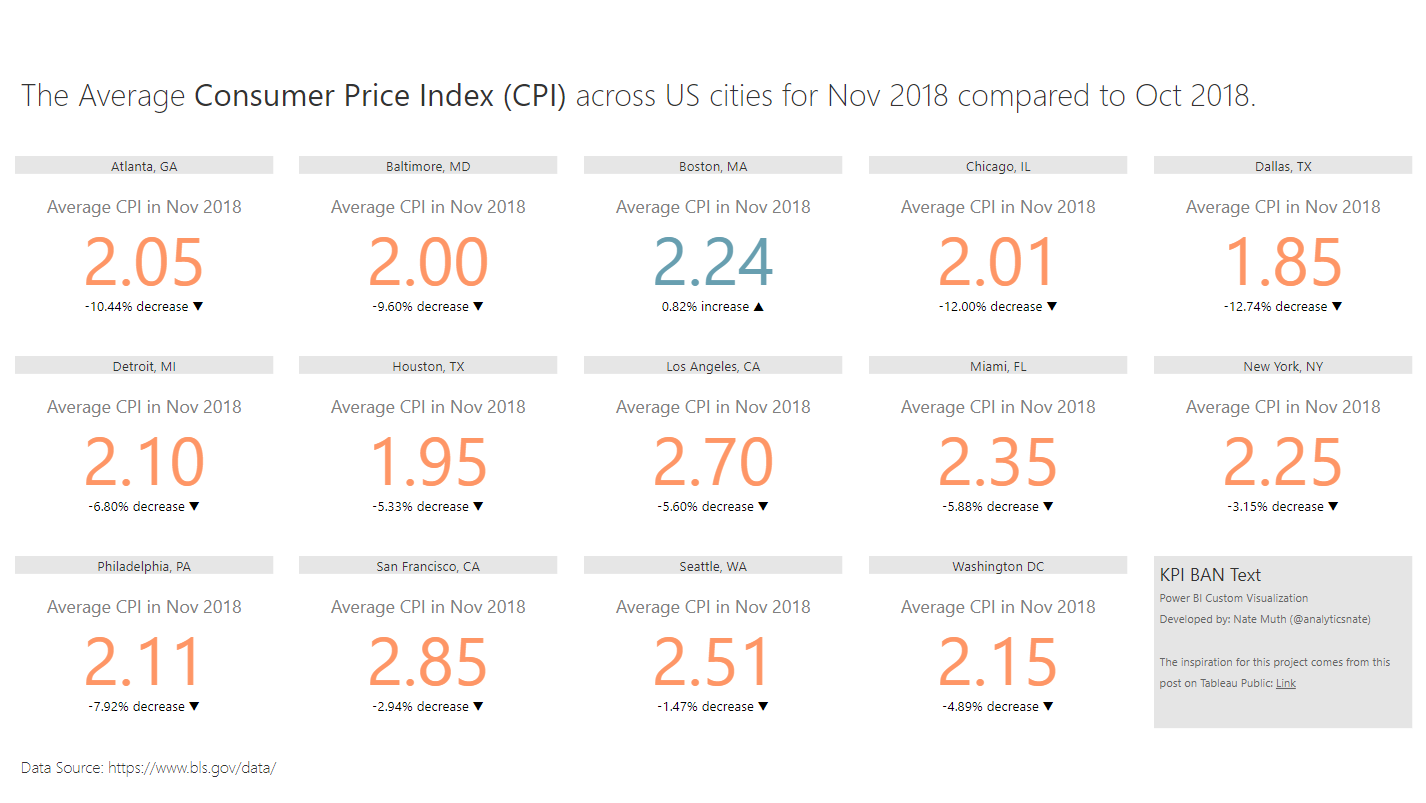 The Average Consumer Price Index (CPI) across US cities for Nov 2018 compared to Oct 2018.
Atlanta, GA
Average CPI in Nov 2018
2.05
-10.44% decrease ▼
Baltimore, MD
Average CPI in Nov 2018
2.00
-9.60% decrease ▼
Boston, MA
Average CPI in Nov 2018
2.24
0.82% increase ▲
Chicago, IL
Average CPI in Nov 2018
2.01
-12.00% decrease ▼
Dallas, TX
Average CPI in Nov 2018
1.85
-12.74% decrease ▼
Detroit, MI
Average CPI in Nov 2018
2.10
-6.80% decrease ▼
Houston, TX
Average CPI in Nov 2018
1.95
-5.33% decrease ▼
Los Angeles, CA
Average CPI in Nov 2018
2.70
-5.60% decrease ▼
Miami, FL
Average CPI in Nov 2018
2.35
-5.88% decrease ▼
New York, NY
Average CPI in Nov 2018
2.25
-3.15% decrease ▼
Philadelphia, PA
Average CPI in Nov 2018
2.11
-7.92% decrease ▼
San Francisco, CA
Average CPI in Nov 2018
2.85
-2.94% decrease ▼
Seattle, WA
Average CPI in Nov 2018
2.51
-1.47% decrease ▼
Washington DC
Average CPI in Nov 2018
2.15
-4.89% decrease ▼
KPI BAN Text
Power BI Custom Visualization
Developed by: Nate Muth (@analyticsnate)
The inspiration for this project comes from this
post on Tableau Public: Link
Data Source: https://www.bls.gov/data/